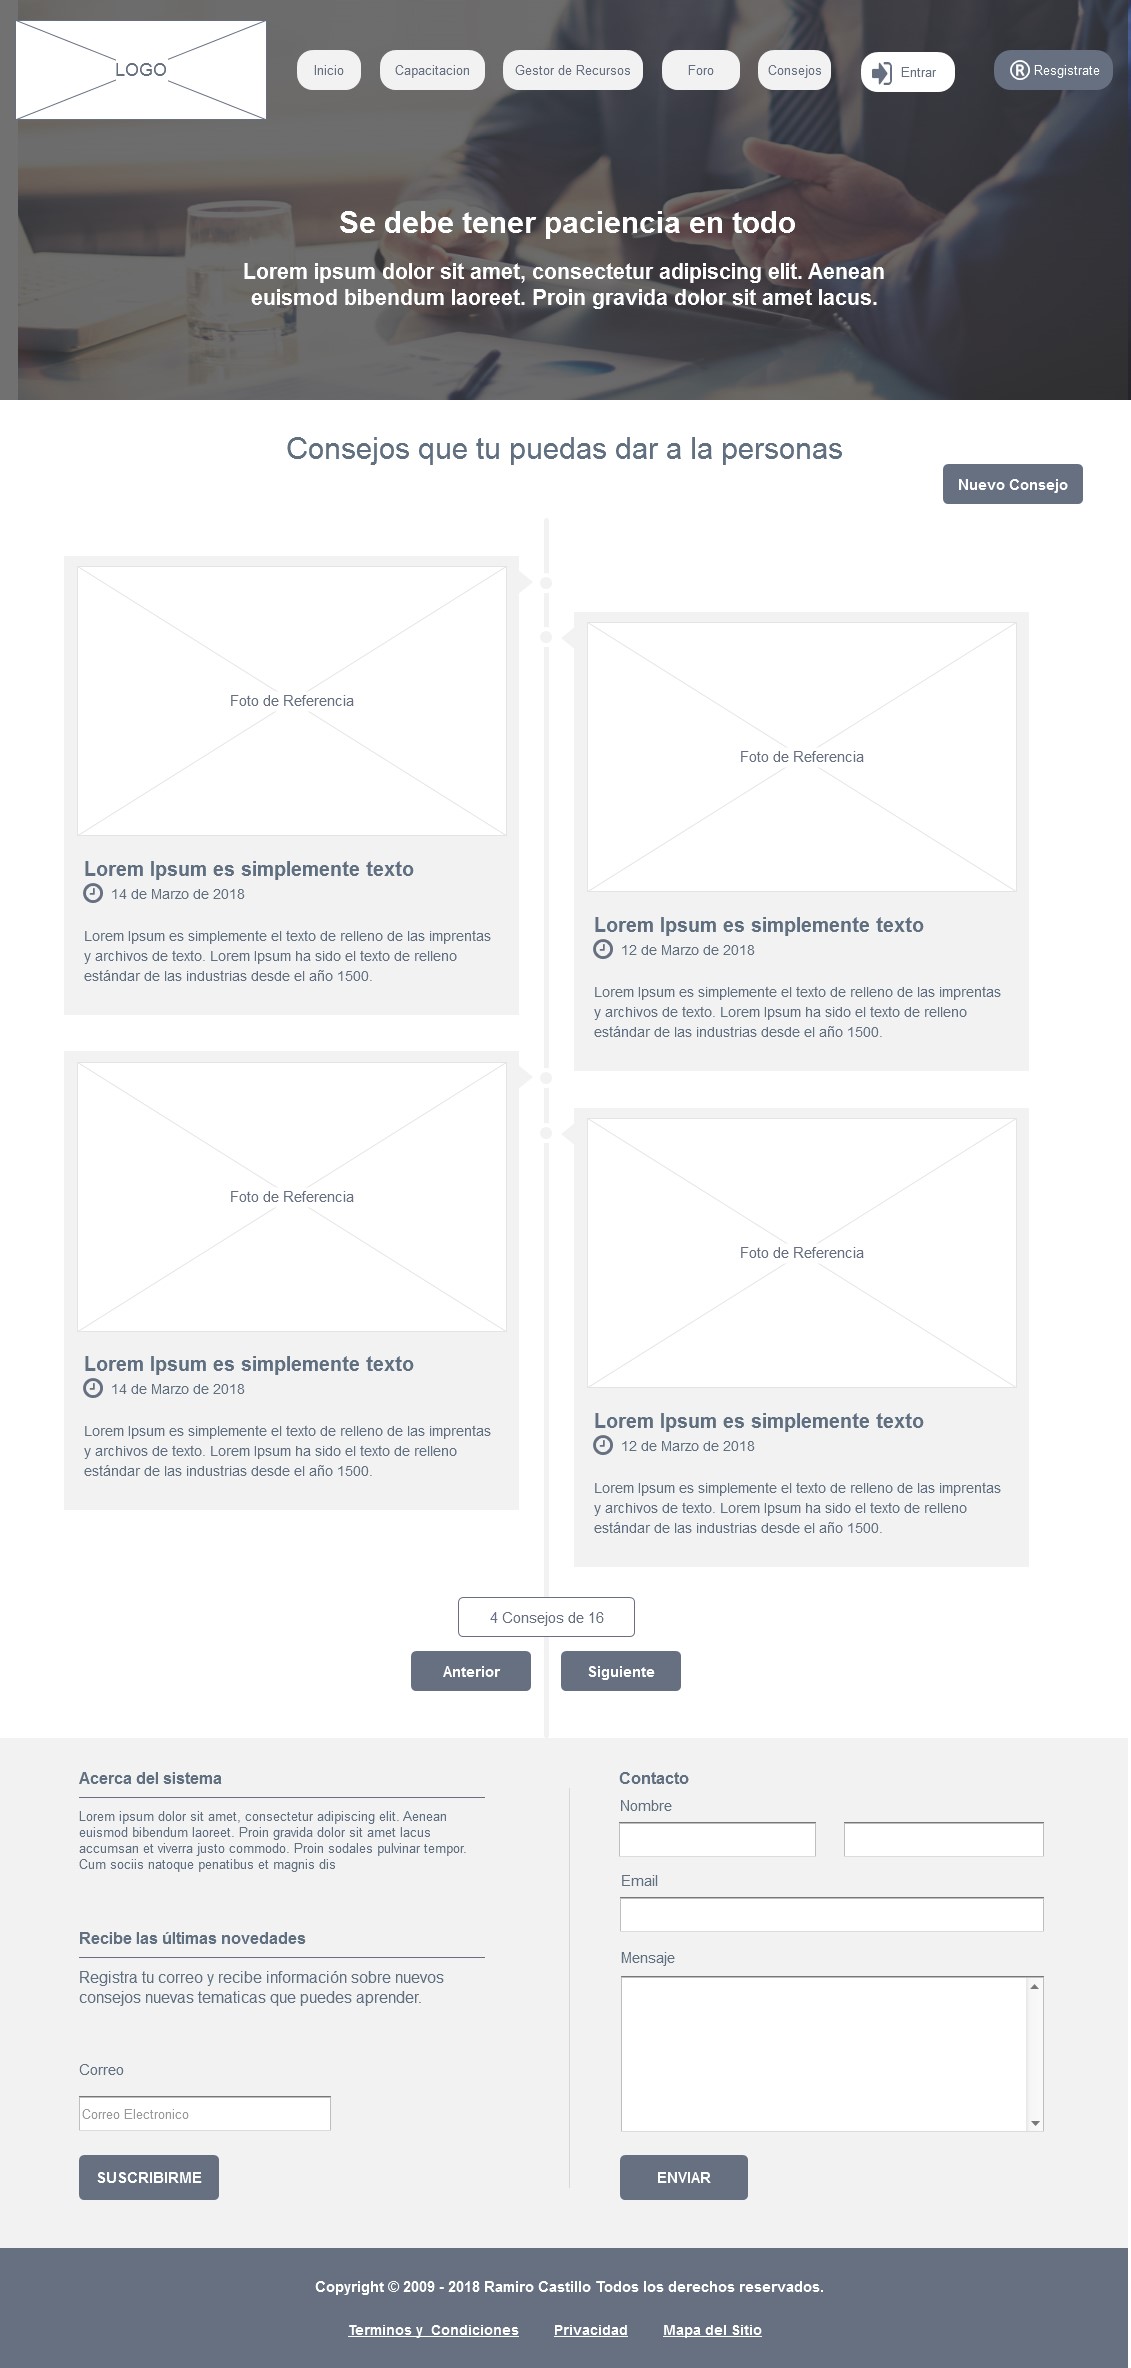 LOGO
Inicio
Capacitacion
Gestor de Recursos
Foro
Consejos
Entrar
® Resgistrate
Se debe tener paciencia en todo
Lorem ipsum dolor sit amet, consectetur adipiscing elit. Aenean
euismod bibendum laoreet. Proin gravida dolor sit amet lacus.
Consejos que tu puedas dar a la personas
Nuevo Consejo
Foto de Referencia
Lorem Ipsum es simplemente texto
14 de Marzo de 2018
Lorem Ipsum es simplemente el texto de relleno de las imprentas
y archivos de texto. Lorem Ipsum ha sido el texto de relleno
estándar de las industrias desde el año 1500.
Foto de Referencia
Lorem Ipsum es simplemente texto
12 de Marzo de 2018
Lorem Ipsum es simplemente el texto de relleno de las imprentas
y archivos de texto. Lorem Ipsum ha sido el texto de relleno
estándar de las industrias desde el año 1500.
Foto de Referencia
Lorem Ipsum es simplemente texto
14 de Marzo de 2018
Lorem Ipsum es simplemente el texto de relleno de las imprentas
y archivos de texto. Lorem Ipsum ha sido el texto de relleno
estándar de las industrias desde el año 1500.
Foto de Referencia
Lorem Ipsum es simplemente texto
12 de Marzo de 2018
Lorem Ipsum es simplemente el texto de relleno de las imprentas
y archivos de texto. Lorem Ipsum ha sido el texto de relleno
estándar de las industrias desde el año 1500.
4 Consejos de 16
Anterior
Siguiente
Acerca del sistema
Lorem ipsum dolor sit amet, consectetur adipiscing elit. Aenean
euismod bibendum laoreet. Proin gravida dolor sit amet lacus
accumsan et viverra justo commodo. Proin sodales pulvinar tempor.
Cum sociis natoque penatibus et magnis dis
Recibe las últimas novedades
Registra tu correo y recibe información sobre nuevos
consejos nuevas tematicas que puedes aprender.
Correo
Correo Electronico
SUSCRIBIRME
Contacto
Nombre
Email
Mensaje
ENVIAR
Copyright © 2009 - 2018 Ramiro Castillo Todos los derechos reservados.
Terminos y  Condiciones
Privacidad
Mapa del Sitio